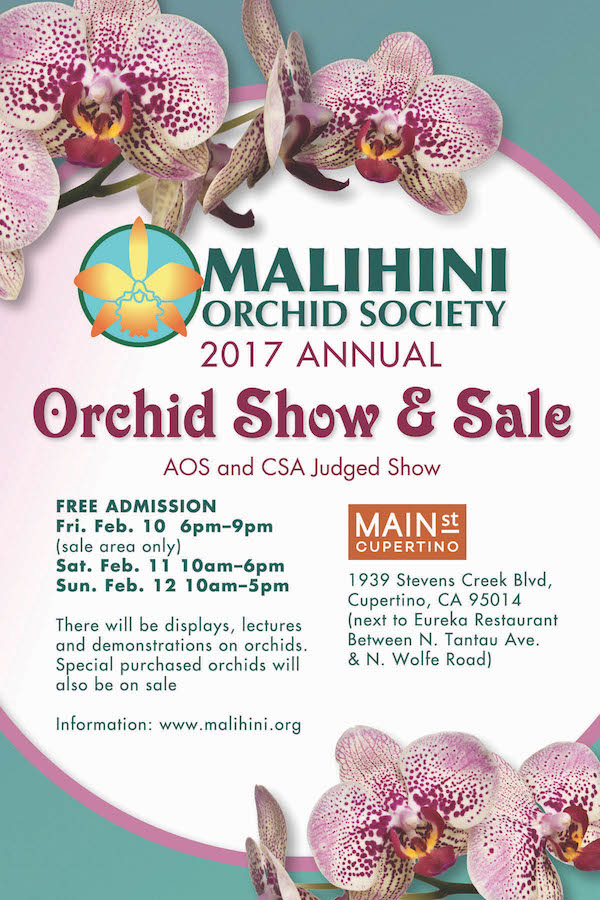 MALIHINI
ORCHID SOCIETY
2017 ANNUAL
Orchid Show & Sale
AOS and CSA Judged Show
FREE ADMISSION
Fri. Feb. 10 6pm–9pm
(sale area only)
Sat. Feb. 11 10am–6pm
Sun. Feb. 12 10am–5pm
There will be displays, lectures
and demonstrations on orchids.
Special purchased orchids will
also be on sale
Information: www.malihini.org
MAIN st
CUPERTINO
1939 Stevens Creek Blvd,
Cupertino, CA 95014
(next to Eureka Restaurant
Between N. Tantau Ave.
& N. Wolfe Road)